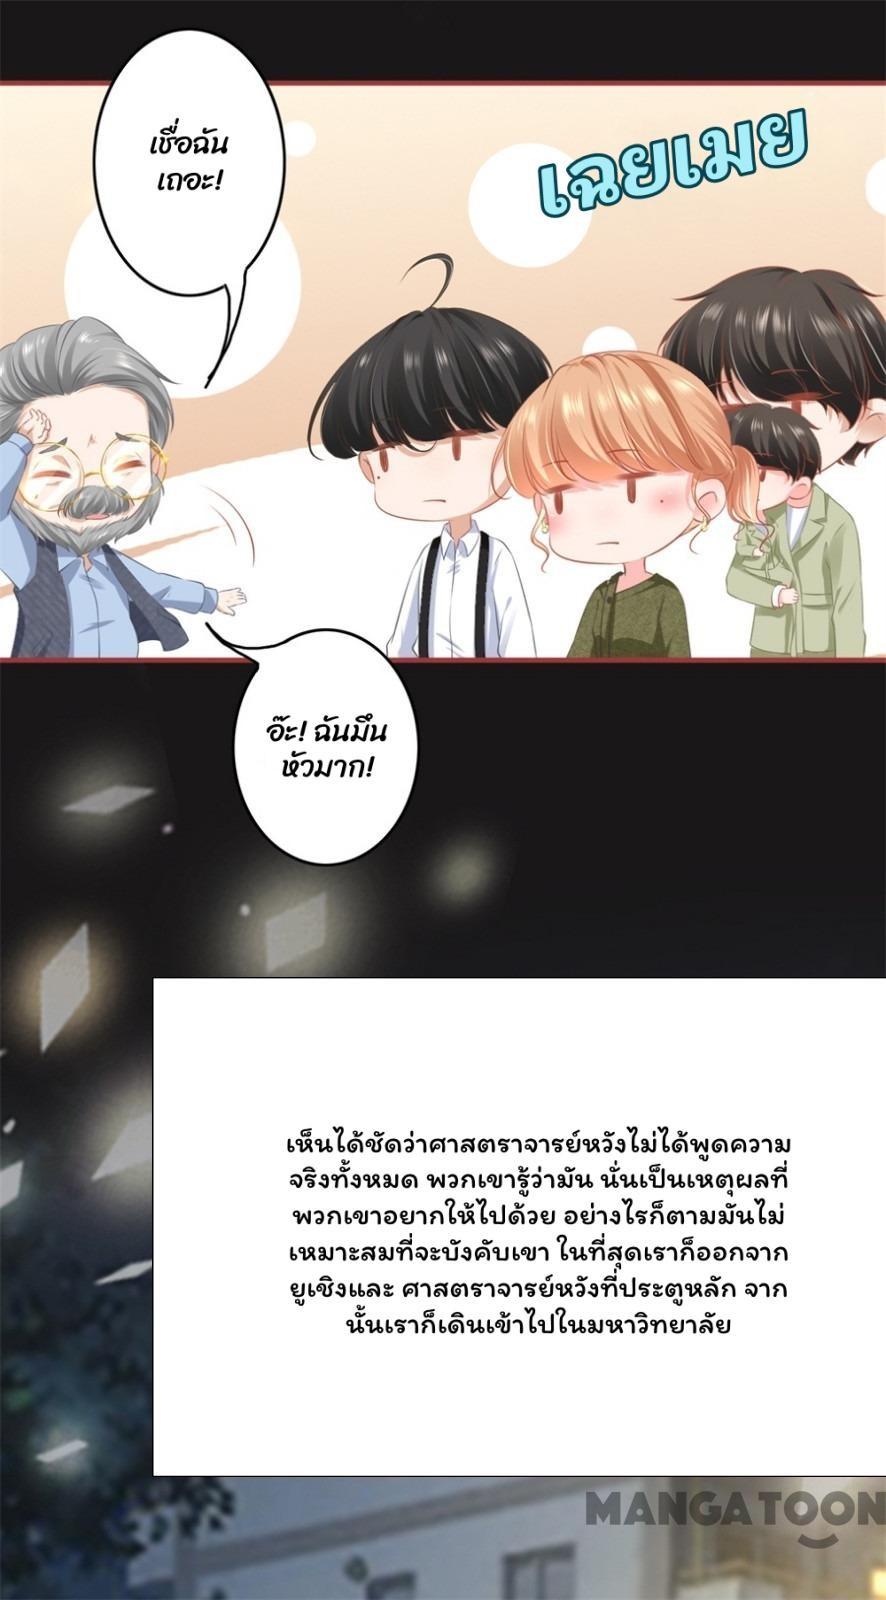 เชื่อฉัน
เถอะ!
เฉยเมย
อ๊ะ! ฉันมึน
หัวมาก!
เห็นได้ชัดว่าศาสตราจารย์หวังไม่ได้พูดความ
จริงทั้งหมด พวกเขารู้ว่ามัน นั่นเป็นเหตุผลที่
พวกเขาอยากให้ไปด้วย อย่างไรก็ตามมันไม่
เหมาะสมที่จะบังคับเขา ในที่สุดเราก็ออกจาก
ยูเชิงและ ศาสตราจารย์หวังที่ประตูหลัก จาก
นั้นเราก็เดินเข้าไปในมหาวิทยาลัย
MANGATOON